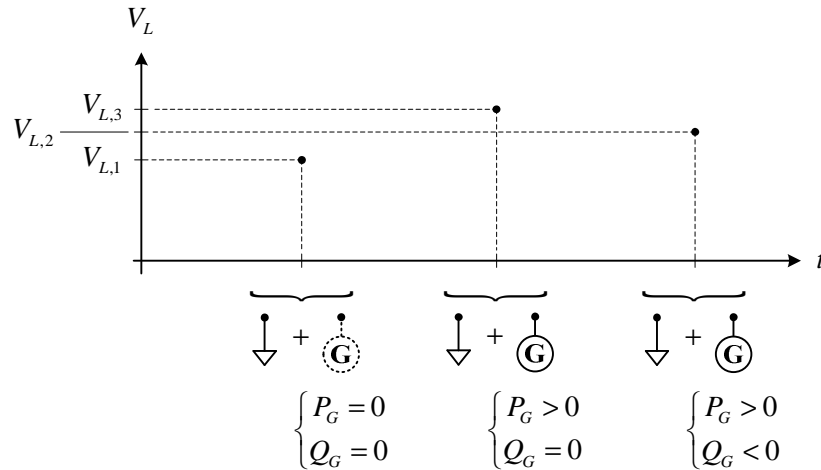 V_L
V_{L,3}
V_{L,2}
V_{L,1}
t
+ G + G + G
{ P_G = 0 { P_G > 0 { P_G > 0
Q_G = 0 Q_G = 0 Q_G < 0